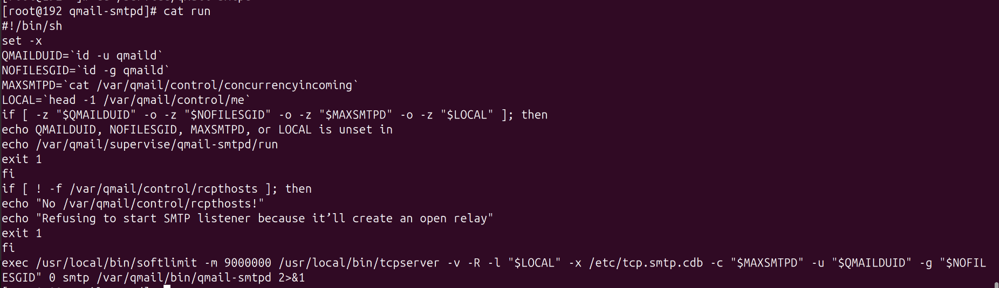 [root@192 qmail-smtpd]# cat run
#!/bin/sh
set -x
QMAILDUID=`id -u qmaild`
NOFILESGID=`id -g qmaild`
MAXSMTPD=`cat /var/qmail/control/concurrencyincoming`
LOCAL=`head -1 /var/qmail/control/me`
if [ -z "$QMAILDUID" -o -z "$NOFILESGID" -o -z "$MAXSMTPD" -o -z "$LOCAL" ]; then
echo QMAILDUID, NOFILESGID, MAXSMTPD, or LOCAL is unset in
echo /var/qmail/supervise/qmail-smtpd/run
exit 1
fi
if [ ! -f /var/qmail/control/rcpthosts ]; then
echo "No /var/qmail/control/rcpthosts!"
echo "Refusing to start SMTP listener because it’ll create an open relay"
exit 1
fi
exec /usr/local/bin/softlimit -m 9000000 /usr/local/bin/tcpserver -v -R -l "$LOCAL" -x /etc/tcp.smtp.cdb -c "$MAXSMTPD" -u "$QMAILDUID" -g "$NOFIL
ESGID" 0 smtp /var/qmail/bin/qmail-smtpd 2>&1